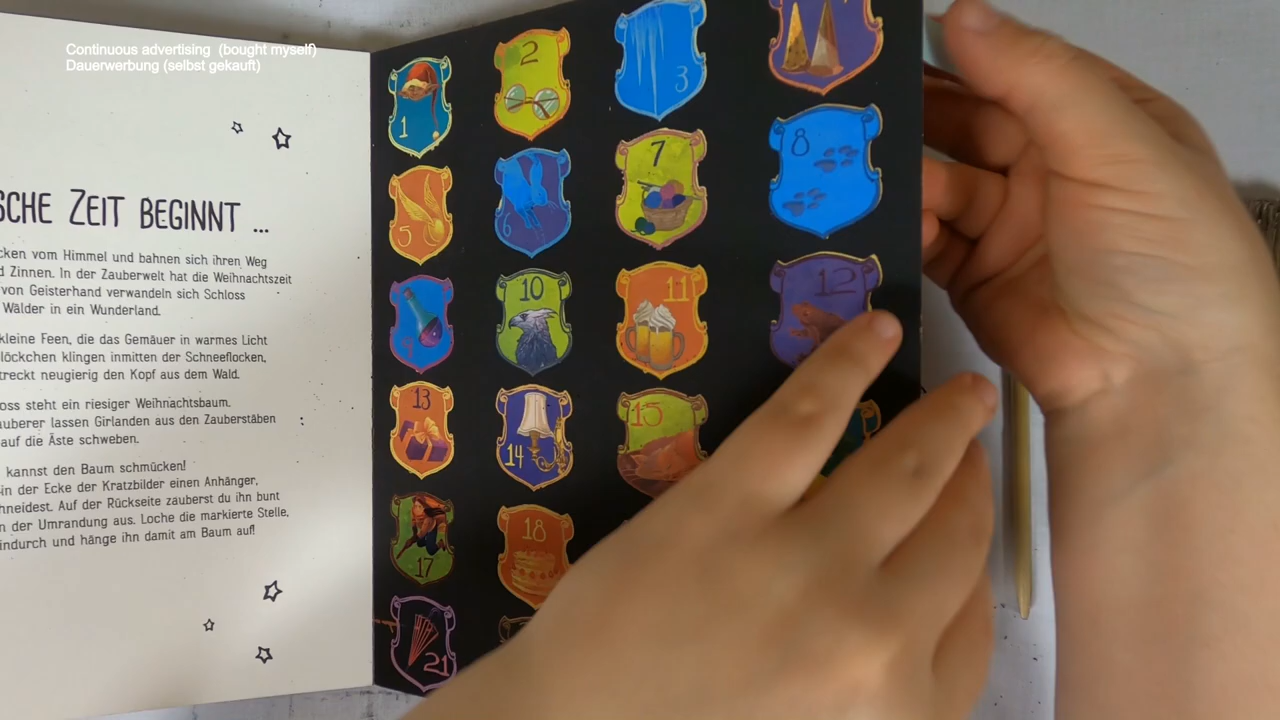 Continuous advertising (bought myself)
Dauerwerbung (selbst gekauft)
SCHE ZEIT BEGINNT ...
cken vom Himmel und bahnen sich ihren Weg
d Zinnen. In der Zauberwelt hat die Weihnachtszeit
von Geisterhand verwandeln sich Schloss
Wälder in ein Wunderland.
kleine Feen, die das Gemäuer in warmes Licht
löckchen klingen inmitten der Schneeflocken,
treckt neugierig den Kopf aus dem Wald.
oss steht ein riesiger Weihnachtsbaum.
auberer lassen Girlanden aus den Zauberstäben
auf die Äste schweben.
kannst den Baum schmücken!
in der Ecke der Kratzbilder einen Anhänger,
hneidest. Auf der Rückseite zauberst du ihn bunt
n der Umrandung aus. Loche die markierte Stelle,
indurch und hänge ihn damit am Baum auf!
1
2
3
5
6
7
8
10
11
12
13
14
15
17
18
21